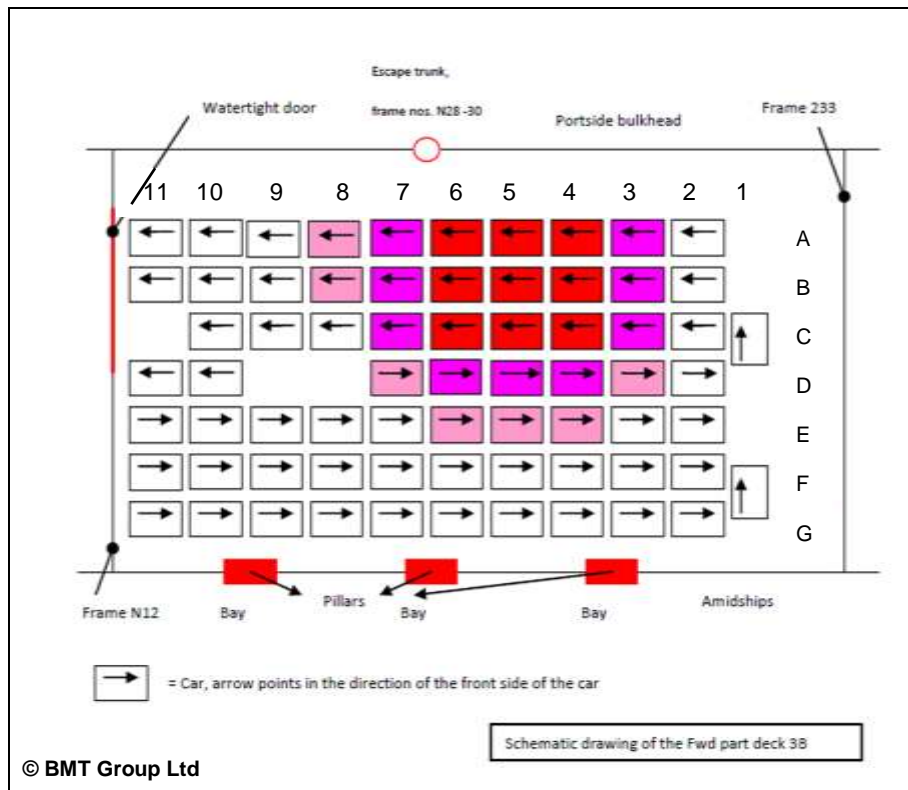 Escape trunk,
Watertight door
frame nos. N28 -30
Portside bulkhead
Frame 233
11 10 9 8 7 6 5 4 3 2 1
A
B
C
D
E
F
G
Frame N12
Bay
Pillars
Bay
Bay
Amidships
= Car, arrow points in the direction of the front side of the car
Schematic drawing of the Fwd part deck 3B
© BMT Group Ltd